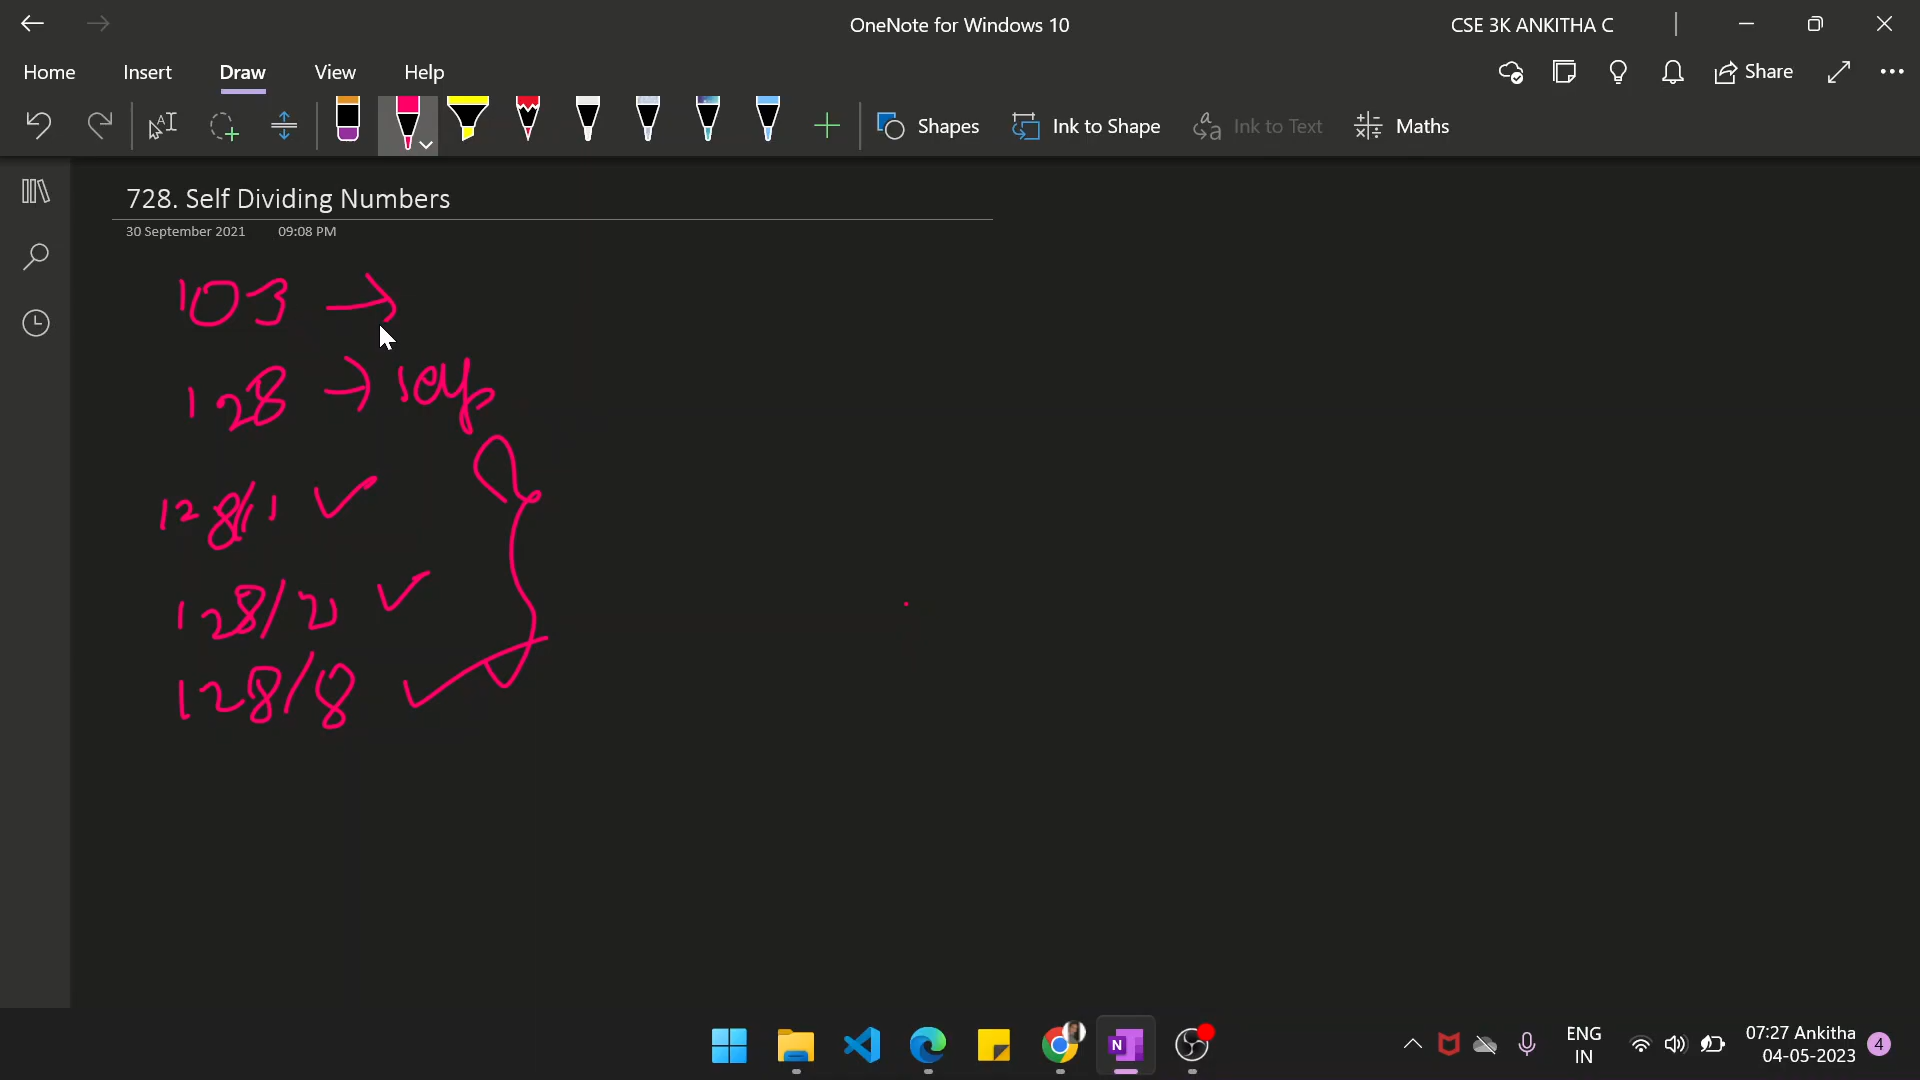 OneNote for Windows 10
CSE 3K ANKITHA C
Home Insert Draw View Help
Share
Shapes Ink to Shape Ink to Text Maths
728. Self Dividing Numbers
30 September 2021 09:08 PM
103 →
128 → self
128/1 ✓
128/2 ✓
128/8 ✓
ENG
IN
07:27 Ankitha
04-05-2023
4